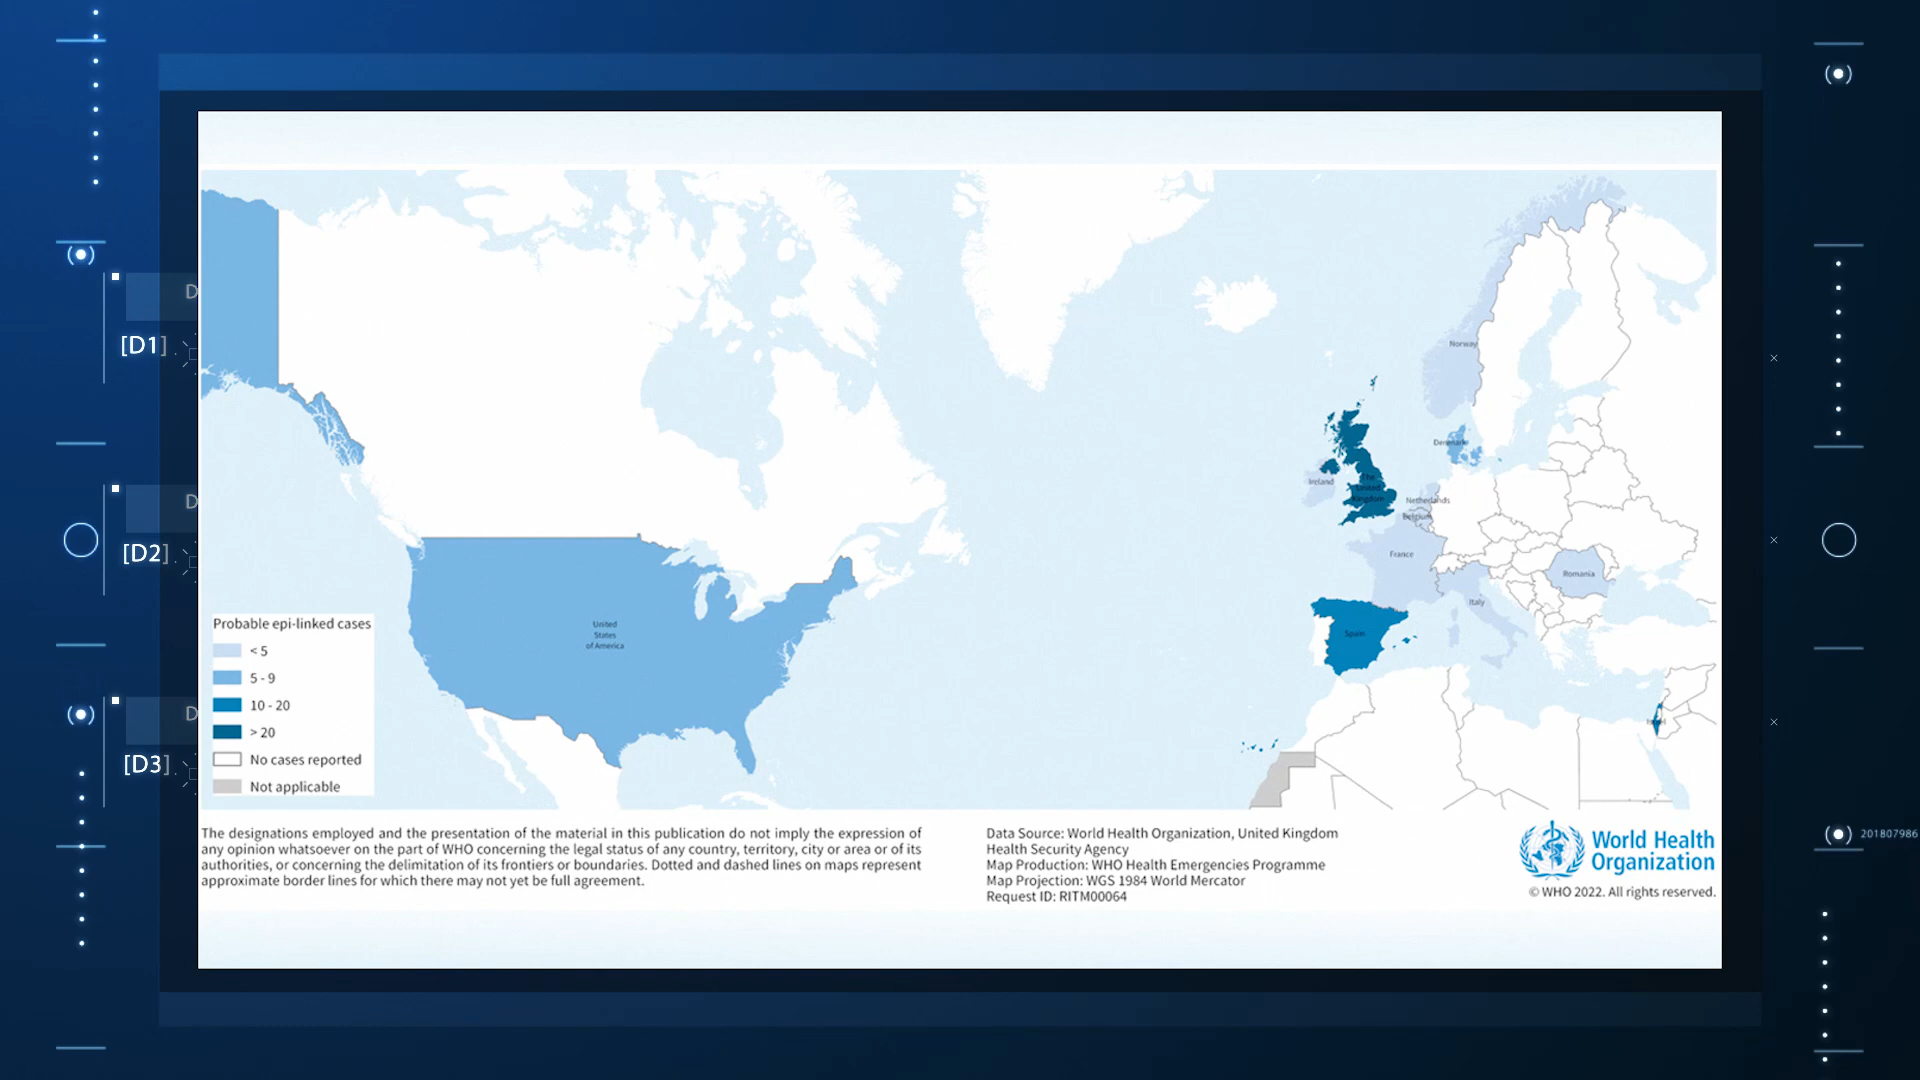 D
[D1]
D
[D2]
D
[D3]
Norway
Denmark
Ireland
The
United
Kingdom
Netherlands
Belgium
France
Romania
Italy
Spain
Israel
United
States
of America
Probable epi-linked cases
< 5
5 - 9
10 - 20
> 20
No cases reported
Not applicable
The designations employed and the presentation of the material in this publication do not imply the expression of
any opinion whatsoever on the part of WHO concerning the legal status of any country, territory, city or area or of its
authorities, or concerning the delimitation of its frontiers or boundaries. Dotted and dashed lines on maps represent
approximate border lines for which there may not yet be full agreement.
Data Source: World Health Organization, United Kingdom
Health Security Agency
Map Production: WHO Health Emergencies Programme
Map Projection: WGS 1984 World Mercator
Request ID: RITM00064
World Health
Organization
© WHO 2022. All rights reserved.
201807986